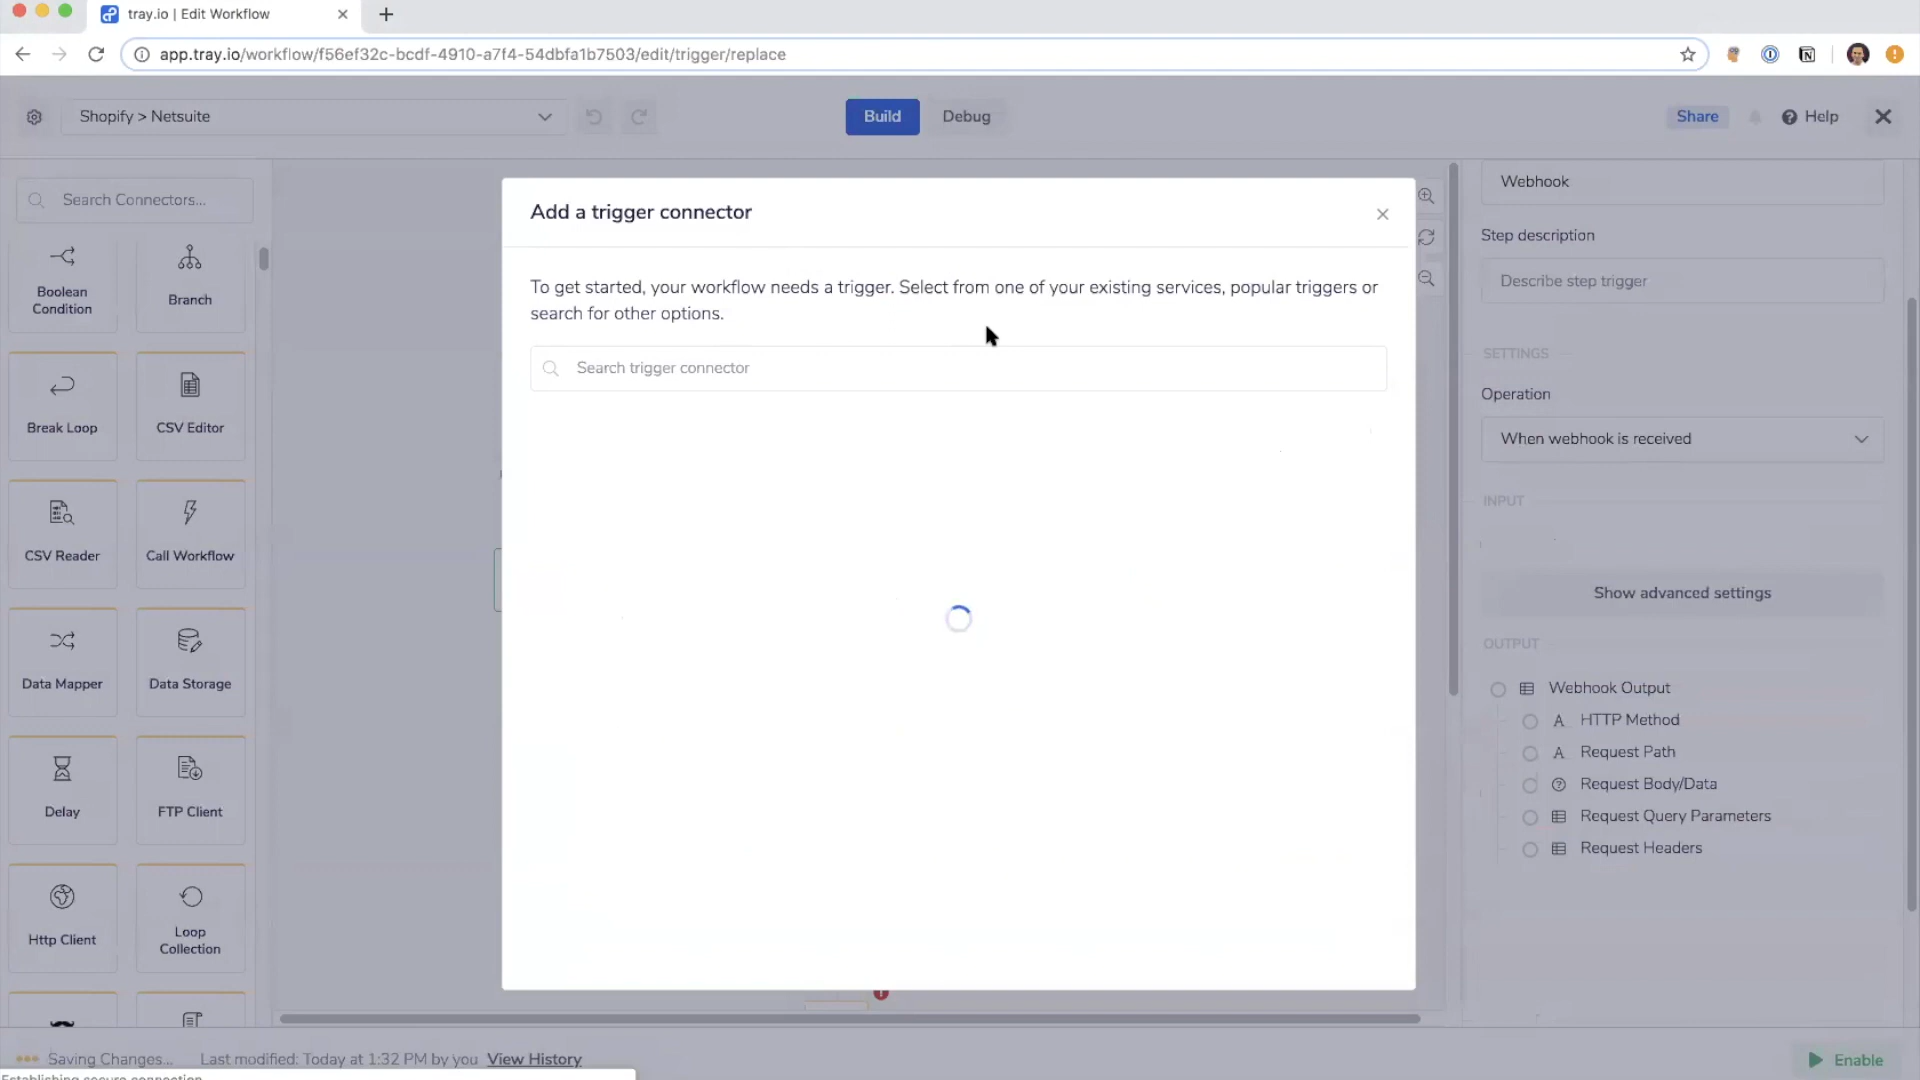 tray.io | Edit Workflow
app.tray.io/workflow/f56ef32c-bcdf-4910-a7f4-54dbfa1b7503/edit/trigger/replace
Shopify > Netsuite
Build
Debug
Share
Help
Search Connectors...
Boolean
Condition
Branch
Break Loop
CSV Editor
CSV Reader
Call Workflow
Data Mapper
Data Storage
Delay
FTP Client
Http Client
Loop
Collection
Add a trigger connector
To get started, your workflow needs a trigger. Select from one of your existing services, popular triggers or
search for other options.
Search trigger connector
Webhook
Step description
Describe step trigger
SETTINGS
Operation
When webhook is received
INPUT
Show advanced settings
OUTPUT
Webhook Output
A HTTP Method
A Request Path
Request Body/Data
Request Query Parameters
Request Headers
Saving Changes...
Last modified: Today at 1:32 PM by you View History
Enable
Establishing secure connection